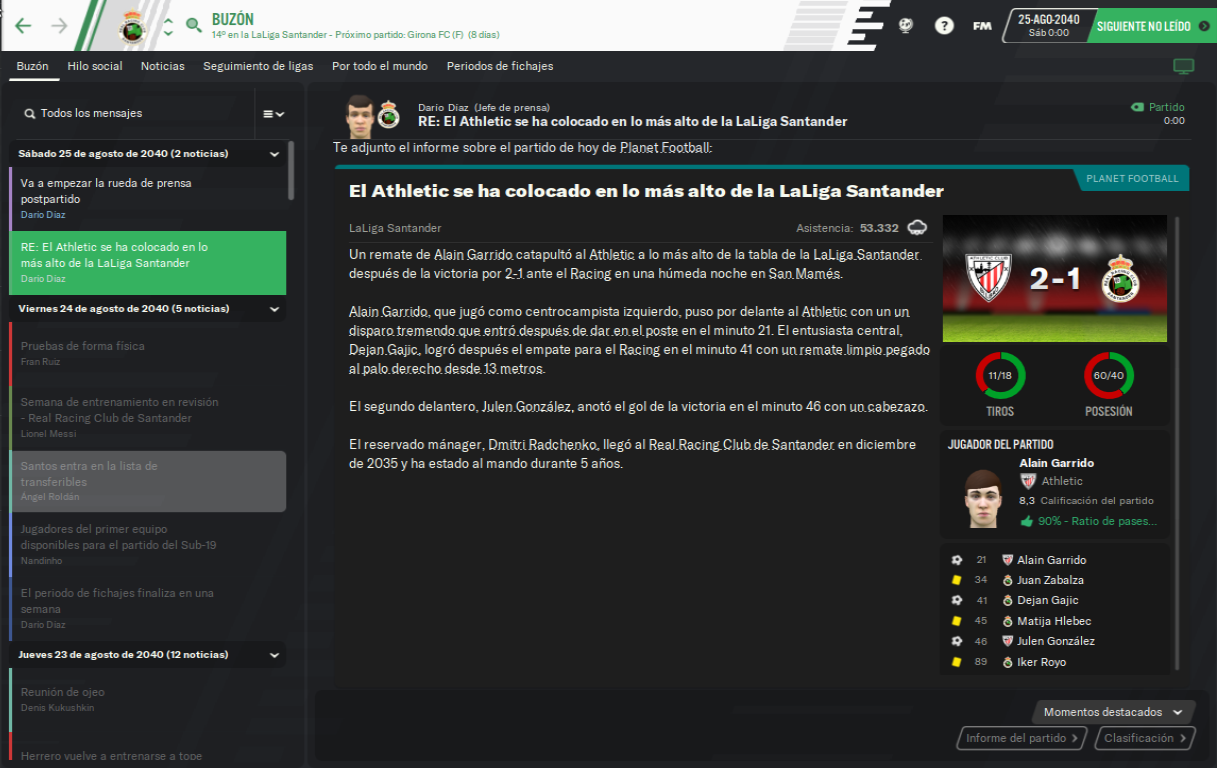 BUZÓN
14º en la LaLiga Santander - Próximo partido: Girona FC (F) (8 días)
?
FM
25-AGO-2040
Sáb 0:00
SIGUIENTE NO LEÍDO
Buzón
Hilo social
Noticias
Seguimiento de ligas
Por todo el mundo
Periodos de fichajes
Todos los mensajes
Sábado 25 de agosto de 2040 (2 noticias)
Va a empezar la rueda de prensa
postpartido
Darío Díaz
RE: El Athletic se ha colocado en lo
más alto de la LaLiga Santander
Darío Díaz
Viernes 24 de agosto de 2040 (5 noticias)
Pruebas de forma física
Fran Ruiz
Semana de entrenamiento en revisión
- Real Racing Club de Santander
Lionel Messi
Santos entra en la lista de
transferibles
Ángel Roldán
Jugadores del primer equipo
disponibles para el partido del Sub-19
Nandinho
El periodo de fichajes finaliza en una
semana
Darío Díaz
Jueves 23 de agosto de 2040 (12 noticias)
Reunión de ojeo
Denis Kukushkin
Herrero vuelve a entrenarse a tope
Darío Díaz (Jefe de prensa)
RE: El Athletic se ha colocado en lo más alto de la LaLiga Santander
Partido
0:00
Te adjunto el informe sobre el partido de hoy de Planet Football:
PLANET FOOTBALL
El Athletic se ha colocado en lo más alto de la LaLiga Santander
LaLiga Santander
Asistencia: 53.332
Un remate de Alain Garrido catapultó al Athletic a lo más alto de la tabla de la LaLiga Santander
después de la victoria por 2-1 ante el Racing en una húmeda noche en San Mamés.
Alain Garrido, que jugó como centrocampista izquierdo, puso por delante al Athletic con un un
disparo tremendo que entró después de dar en el poste en el minuto 21. El entusiasta central,
Dejan Gajic, logró después el empate para el Racing en el minuto 41 con un remate limpio pegado
al palo derecho desde 13 metros.
El segundo delantero, Julen González, anotó el gol de la victoria en el minuto 46 con un cabezazo.
El reservado mánager, Dmitri Radchenko, llegó al Real Racing Club de Santander en diciembre
de 2035 y ha estado al mando durante 5 años.
2-1
11/18
TIROS
60/40
POSESIÓN
JUGADOR DEL PARTIDO
Alain Garrido
Athletic
8,3 Calificación del partido
90% - Ratio de pases...
21 Alain Garrido
34 Juan Zabalza
41 Dejan Gajic
45 Matija Hlebec
46 Julen González
89 Iker Royo
Momentos destacados
Informe del partido
Clasificación